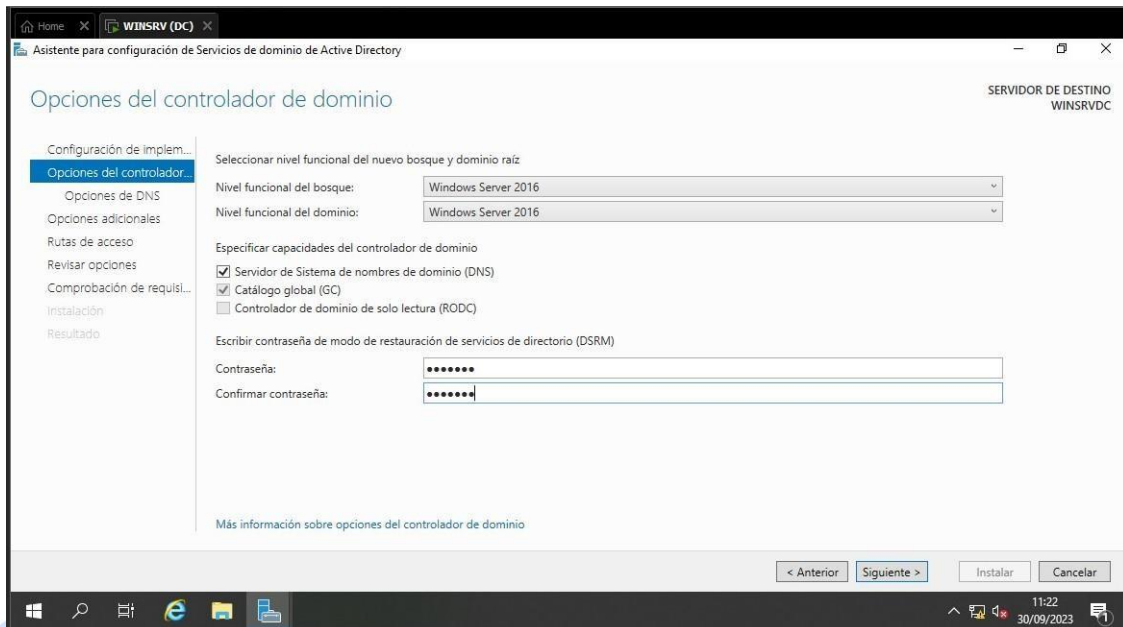 Home
WINSRV (DC)
Asistente para configuración de Servicios de dominio de Active Directory
Opciones del controlador de dominio
SERVIDOR DE DESTINO
WINSRVDC
Configuración de implem...
Opciones del controlador...
Opciones de DNS
Opciones adicionales
Rutas de acceso
Revisar opciones
Comprobación de requisi...
Instalación
Resultado
Seleccionar nivel funcional del nuevo bosque y dominio raíz
Nivel funcional del bosque: Windows Server 2016
Nivel funcional del dominio: Windows Server 2016
Especificar capacidades del controlador de dominio
Servidor de Sistema de nombres de dominio (DNS)
Catálogo global (GC)
Controlador de dominio de solo lectura (RODC)
Escribir contraseña de modo de restauración de servicios de directorio (DSRM)
Contraseña: •••••••
Confirmar contraseña: •••••••
Más información sobre opciones del controlador de dominio
< Anterior Siguiente > Instalar Cancelar
11:22
30/09/2023
1